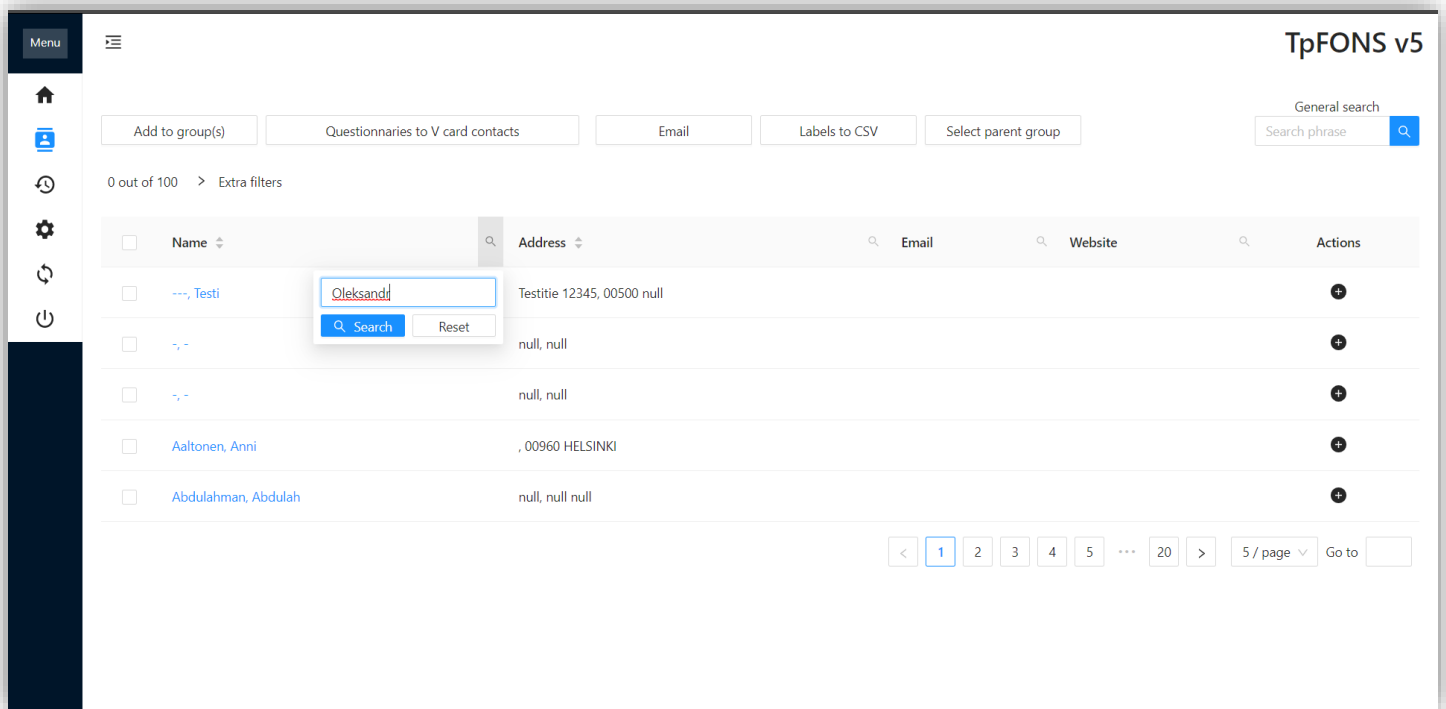 Menu
TpFONS v5
General search
Add to group(s) Questionnaries to V card contacts Email Labels to CSV Select parent group Search phrase
0 out of 100 > Extra filters
Name Address Email Website Actions
---, Testi Oleksandr Testitie 12345, 00500 null
Search Reset
-, - null, null
-, - null, null
Aaltonen, Anni , 00960 HELSINKI
Abdulahman, Abdulah null, null null
< 1 2 3 4 5 ••• 20 > 5 / page Go to